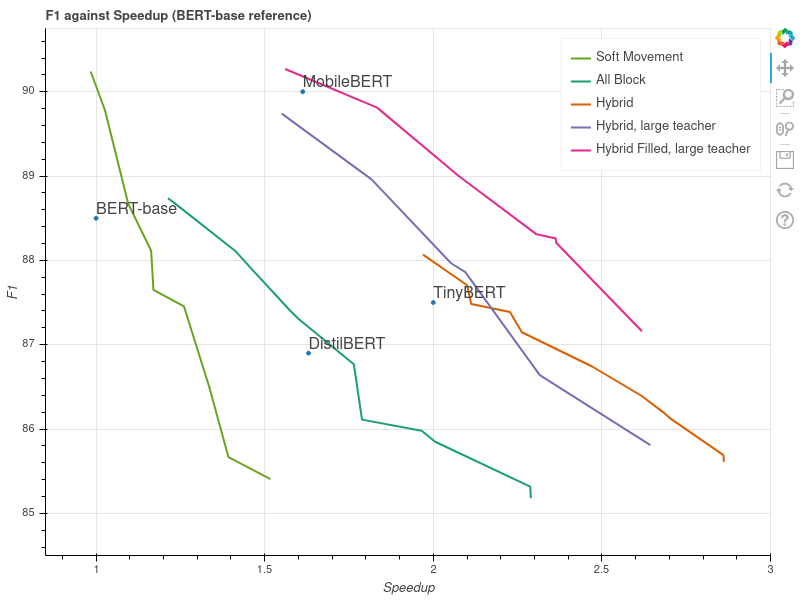 F1 against Speedup (BERT-base reference)
Soft Movement
All Block
Hybrid
Hybrid, large teacher
Hybrid Filled, large teacher
MobileBERT
BERT-base
TinyBERT
DistilBERT
F1
90
89
88
87
86
85
1
1.5
2
2.5
3
Speedup